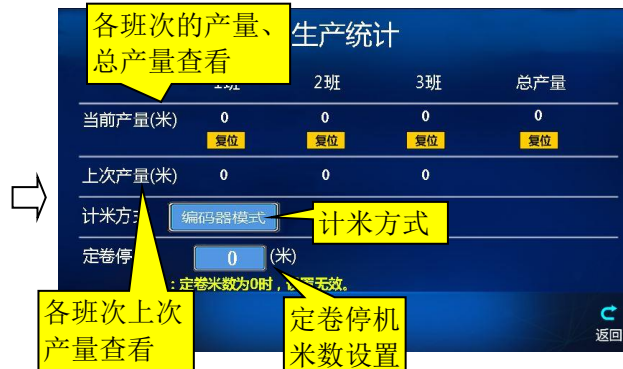 各班次的产量、
总产量查看
生产统计
2班
3班
总产量
当前产量(米)
0
0
0
0
复位
复位
复位
复位
上次产量(米)
0
0
0
计米方
编码器模式
计米方式
定卷停
0
(米)
:定卷米数为0时,
无效。
各班次上次
产量查看
定卷停机
米数设置
返回